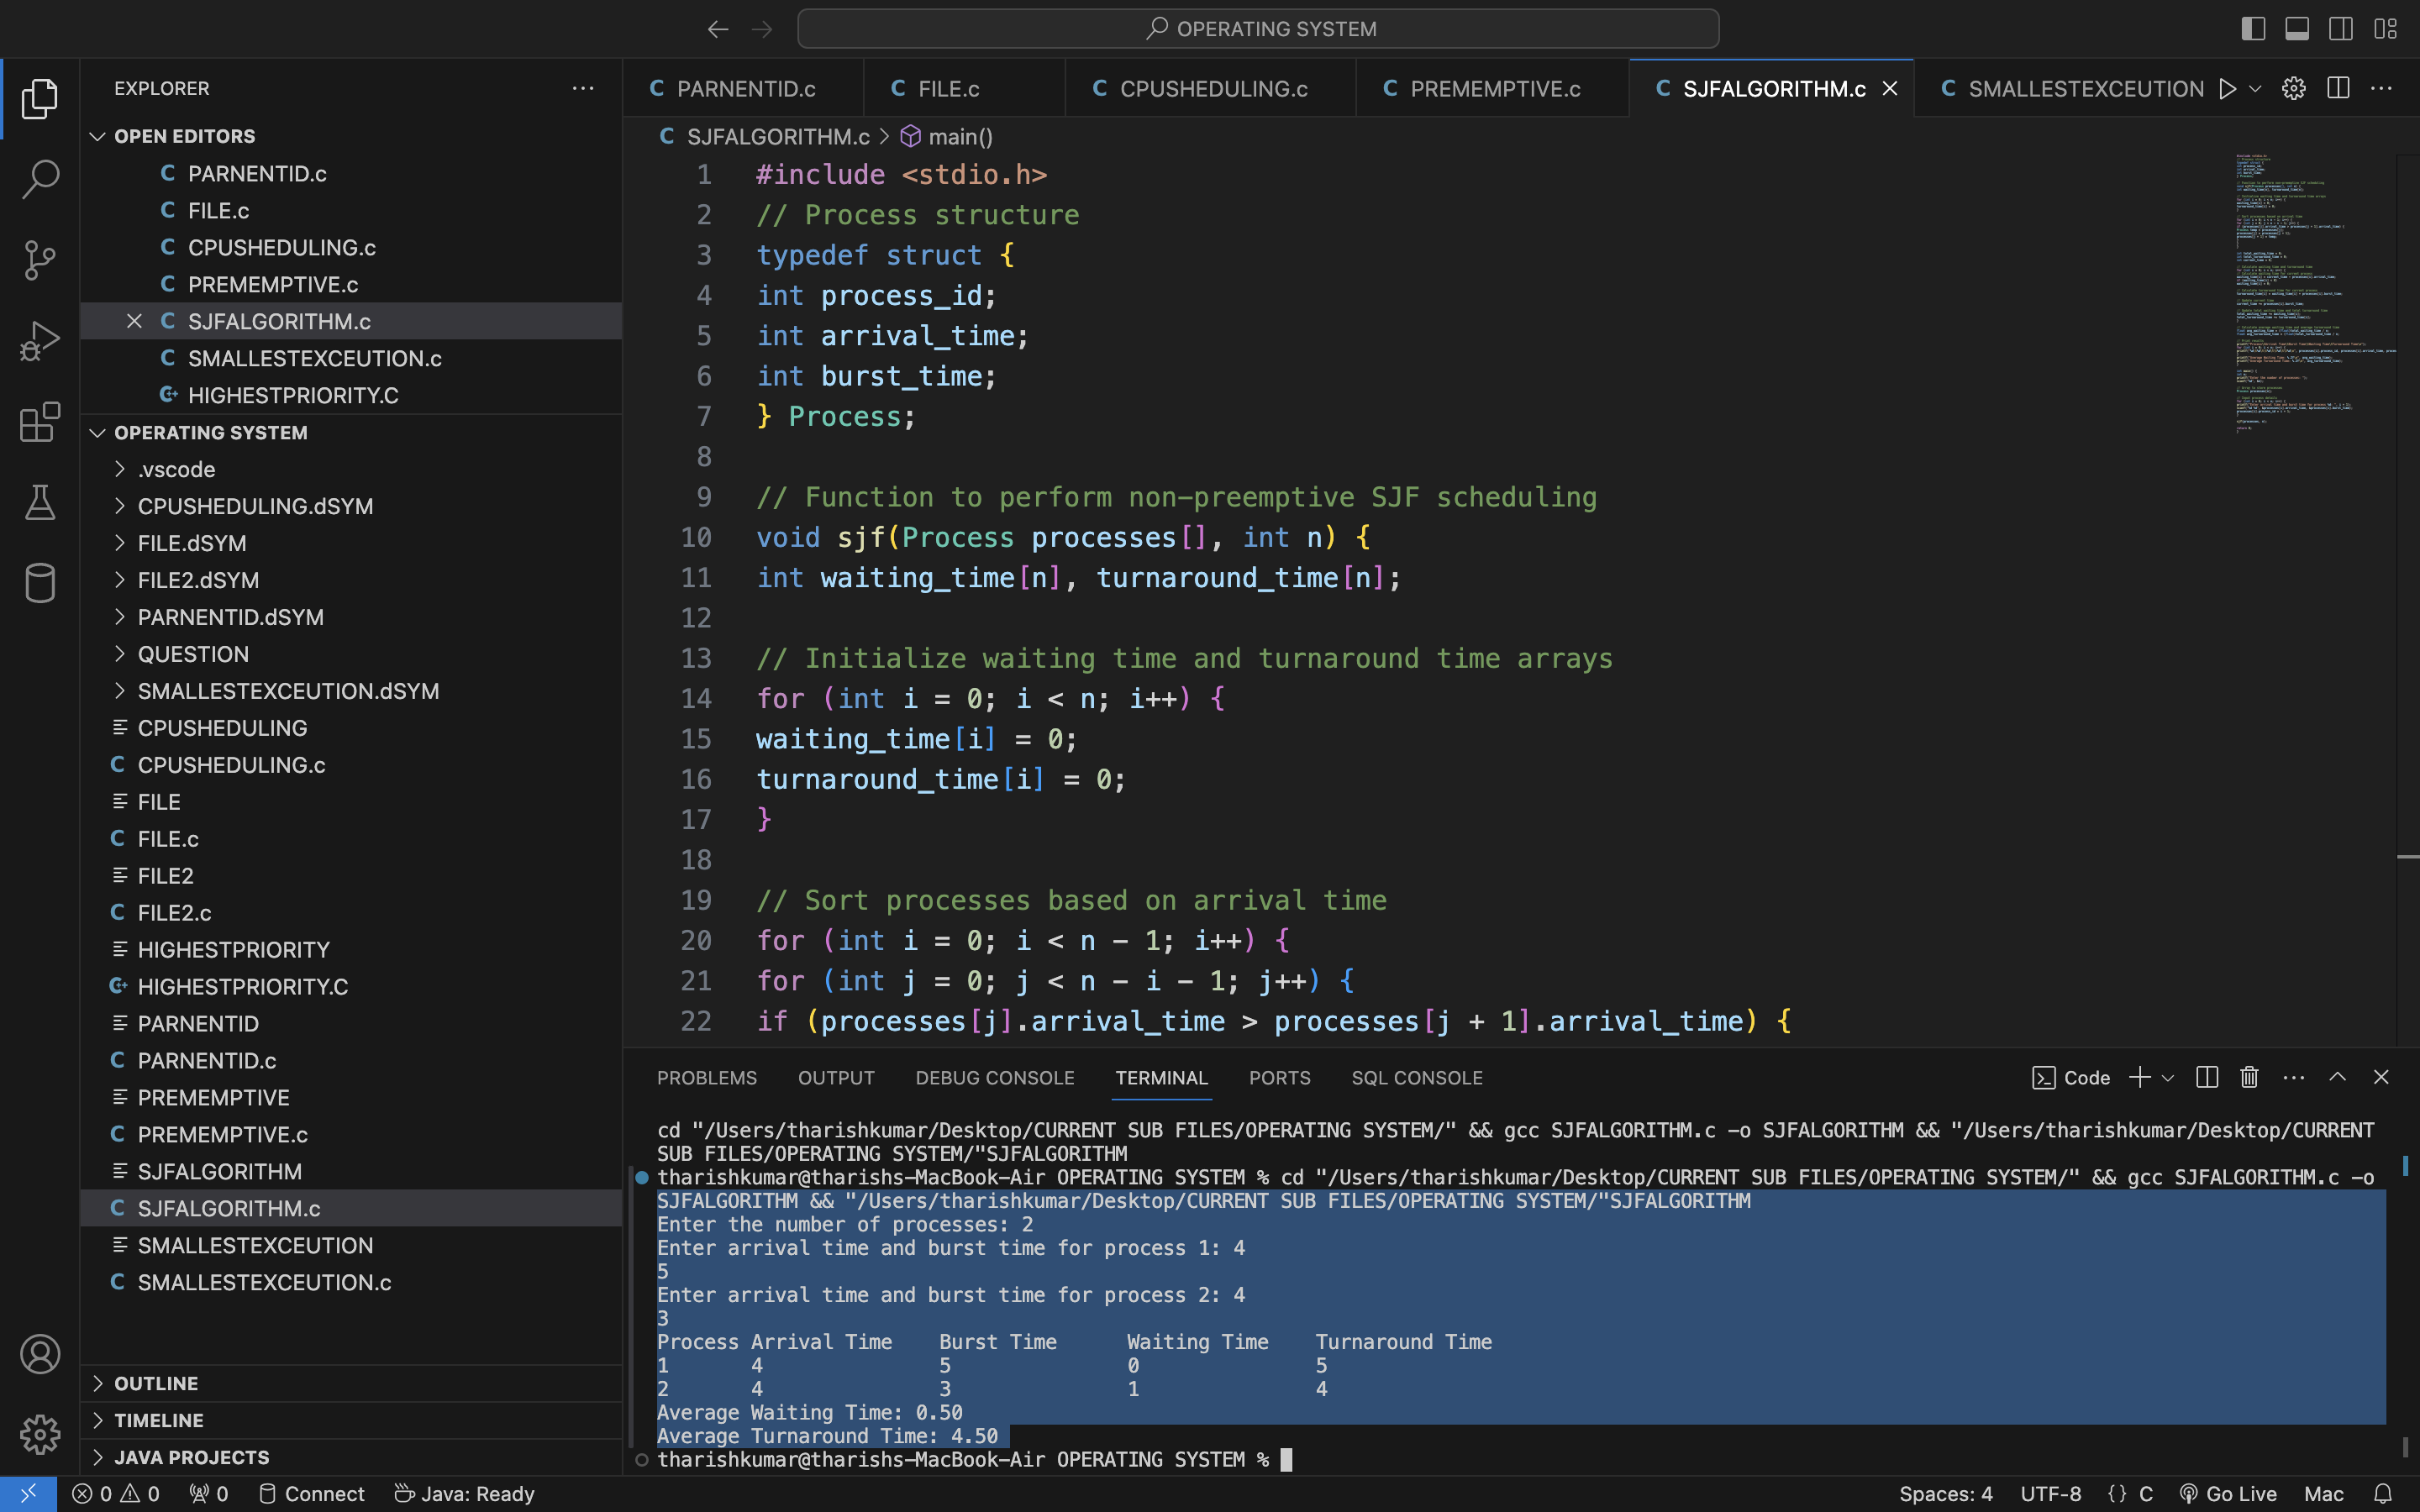 OPERATING SYSTEM
EXPLORER
OPEN EDITORS
PARNENTID.c
FILE.c
CPUSHEDULING.c
PREMEMPTIVE.c
SJFALGORITHM.c
SMALLESTEXCEUTION.c
HIGHESTPRIORITY.C
OPERATING SYSTEM
.vscode
CPUSHEDULING.dSYM
FILE.dSYM
FILE2.dSYM
PARNENTID.dSYM
QUESTION
SMALLESTEXCEUTION.dSYM
CPUSHEDULING
CPUSHEDULING.c
FILE
FILE.c
FILE2
FILE2.c
HIGHESTPRIORITY
HIGHESTPRIORITY.C
PARNENTID
PARNENTID.c
PREMEMPTIVE
PREMEMPTIVE.c
SJFALGORITHM
SJFALGORITHM.c
SMALLESTEXCEUTION
SMALLESTEXCEUTION.c
OUTLINE
TIMELINE
JAVA PROJECTS
PARNENTID.c FILE.c CPUSHEDULING.c PREMEMPTIVE.c SJFALGORITHM.c SMALLESTEXCEUTION
SJFALGORITHM.c > main()
1 #include <stdio.h>
2 // Process structure
3 typedef struct {
4 int process_id;
5 int arrival_time;
6 int burst_time;
7 } Process;
8
9 // Function to perform non-preemptive SJF scheduling
10 void sjf(Process processes[], int n) {
11 int waiting_time[n], turnaround_time[n];
12
13 // Initialize waiting time and turnaround time arrays
14 for (int i = 0; i < n; i++) {
15 waiting_time[i] = 0;
16 turnaround_time[i] = 0;
17 }
18
19 // Sort processes based on arrival time
20 for (int i = 0; i < n - 1; i++) {
21 for (int j = 0; j < n - i - 1; j++) {
22 if (processes[j].arrival_time > processes[j + 1].arrival_time) {
PROBLEMS OUTPUT DEBUG CONSOLE TERMINAL PORTS SQL CONSOLE Code
cd "/Users/tharishkumar/Desktop/CURRENT SUB FILES/OPERATING SYSTEM/" && gcc SJFALGORITHM.c -o SJFALGORITHM && "/Users/tharishkumar/Desktop/CURRENT
SUB FILES/OPERATING SYSTEM/"SJFALGORITHM
tharishkumar@tharishs-MacBook-Air OPERATING SYSTEM % cd "/Users/tharishkumar/Desktop/CURRENT SUB FILES/OPERATING SYSTEM/" && gcc SJFALGORITHM.c -o
SJFALGORITHM && "/Users/tharishkumar/Desktop/CURRENT SUB FILES/OPERATING SYSTEM/"SJFALGORITHM
Enter the number of processes: 2
Enter arrival time and burst time for process 1: 4
5
Enter arrival time and burst time for process 2: 4
3
Process Arrival Time Burst Time Waiting Time Turnaround Time
1 4 5 0 5
2 4 3 1 4
Average Waiting Time: 0.50
Average Turnaround Time: 4.50
tharishkumar@tharishs-MacBook-Air OPERATING SYSTEM %
0 0 0 Connect Java: Ready Spaces: 4 UTF-8 {} C Go Live Mac